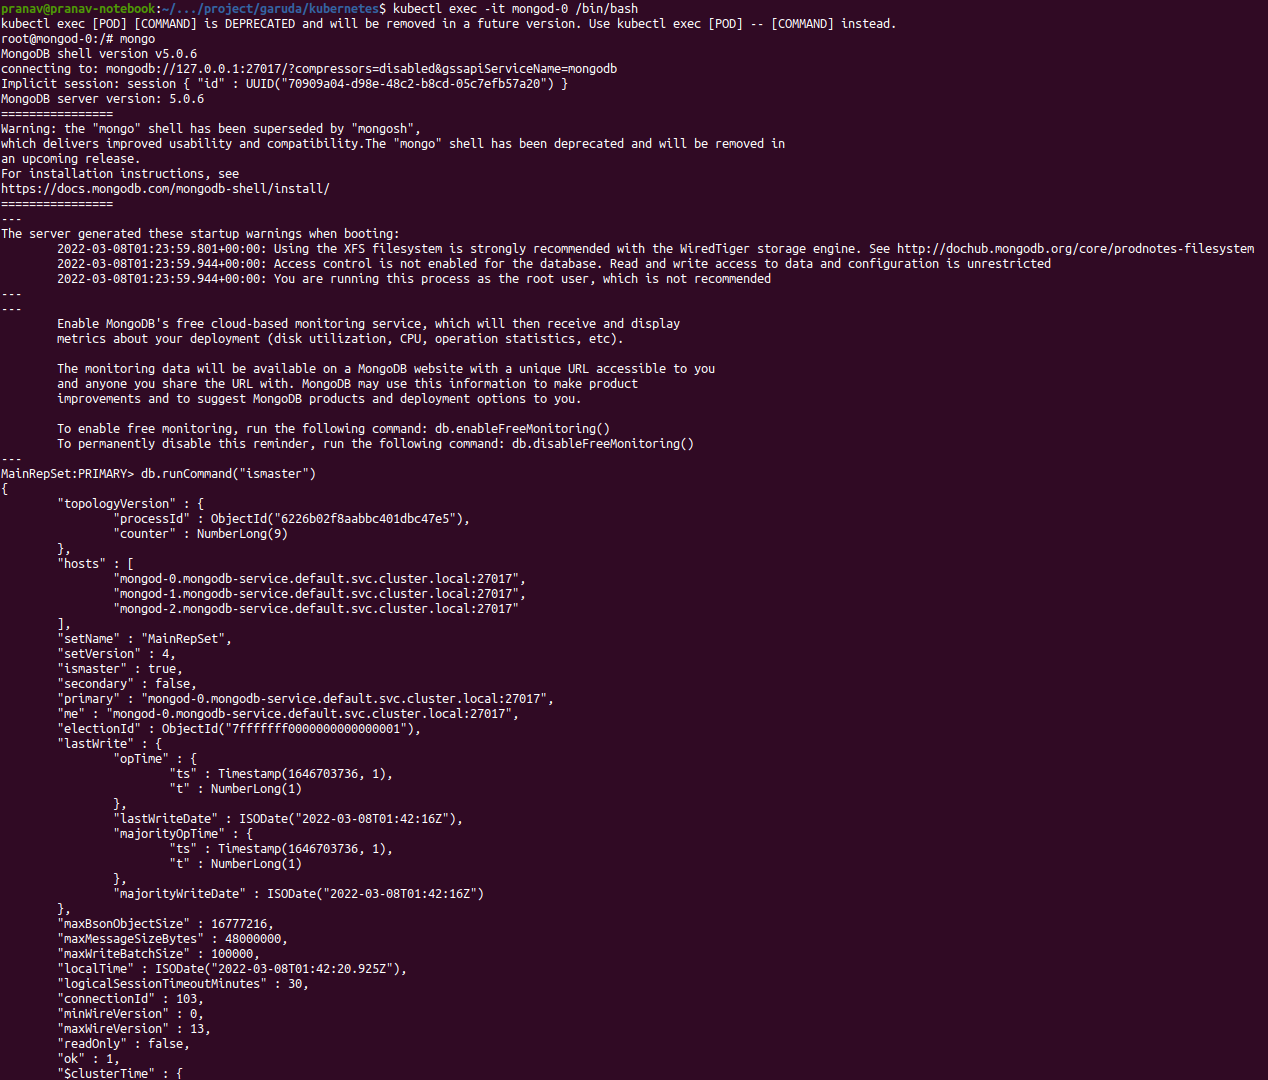 pranav@pranav-notebook:~/.../project/garuda/kubernetes$ kubectl exec -it mongod-0 /bin/bash
kubectl exec [POD] [COMMAND] is DEPRECATED and will be removed in a future version. Use kubectl exec [POD] -- [COMMAND] instead.
root@mongod-0:/# mongo
MongoDB shell version v5.0.6
connecting to: mongodb://127.0.0.1:27017/?compressors=disabled&gssapiServiceName=mongodb
Implicit session: session { "id" : UUID("70909a04-d98e-48c2-b8cd-05c7efb57a20") }
MongoDB server version: 5.0.6
================
Warning: the "mongo" shell has been superseded by "mongosh",
which delivers improved usability and compatibility.The "mongo" shell has been deprecated and will be removed in
an upcoming release.
For installation instructions, see
https://docs.mongodb.com/mongodb-shell/install/
================
---
The server generated these startup warnings when booting:
        2022-03-08T01:23:59.801+00:00: Using the XFS filesystem is strongly recommended with the WiredTiger storage engine. See http://dochub.mongodb.org/core/prodnotes-filesystem
        2022-03-08T01:23:59.944+00:00: Access control is not enabled for the database. Read and write access to data and configuration is unrestricted
        2022-03-08T01:23:59.944+00:00: You are running this process as the root user, which is not recommended
---
---
        Enable MongoDB's free cloud-based monitoring service, which will then receive and display
        metrics about your deployment (disk utilization, CPU, operation statistics, etc).

        The monitoring data will be available on a MongoDB website with a unique URL accessible to you
        and anyone you share the URL with. MongoDB may use this information to make product
        improvements and to suggest MongoDB products and deployment options to you.

        To enable free monitoring, run the following command: db.enableFreeMonitoring()
        To permanently disable this reminder, run the following command: db.disableFreeMonitoring()
---
MainRepSet:PRIMARY> db.runCommand("ismaster")
{
        "topologyVersion" : {
                "processId" : ObjectId("6226b02f8aabbc401dbc47e5"),
                "counter" : NumberLong(9)
        },
        "hosts" : [
                "mongod-0.mongodb-service.default.svc.cluster.local:27017",
                "mongod-1.mongodb-service.default.svc.cluster.local:27017",
                "mongod-2.mongodb-service.default.svc.cluster.local:27017"
        ],
        "setName" : "MainRepSet",
        "setVersion" : 4,
        "ismaster" : true,
        "secondary" : false,
        "primary" : "mongod-0.mongodb-service.default.svc.cluster.local:27017",
        "me" : "mongod-0.mongodb-service.default.svc.cluster.local:27017",
        "electionId" : ObjectId("7fffffff0000000000000001"),
        "lastWrite" : {
                "opTime" : {
                        "ts" : Timestamp(1646703736, 1),
                        "t" : NumberLong(1)
                },
                "lastWriteDate" : ISODate("2022-03-08T01:42:16Z"),
                "majorityOpTime" : {
                        "ts" : Timestamp(1646703736, 1),
                        "t" : NumberLong(1)
                },
                "majorityWriteDate" : ISODate("2022-03-08T01:42:16Z")
        },
        "maxBsonObjectSize" : 16777216,
        "maxMessageSizeBytes" : 48000000,
        "maxWriteBatchSize" : 100000,
        "localTime" : ISODate("2022-03-08T01:42:20.925Z"),
        "logicalSessionTimeoutMinutes" : 30,
        "connectionId" : 103,
        "minWireVersion" : 0,
        "maxWireVersion" : 13,
        "readOnly" : false,
        "ok" : 1,
        "$clusterTime" : {